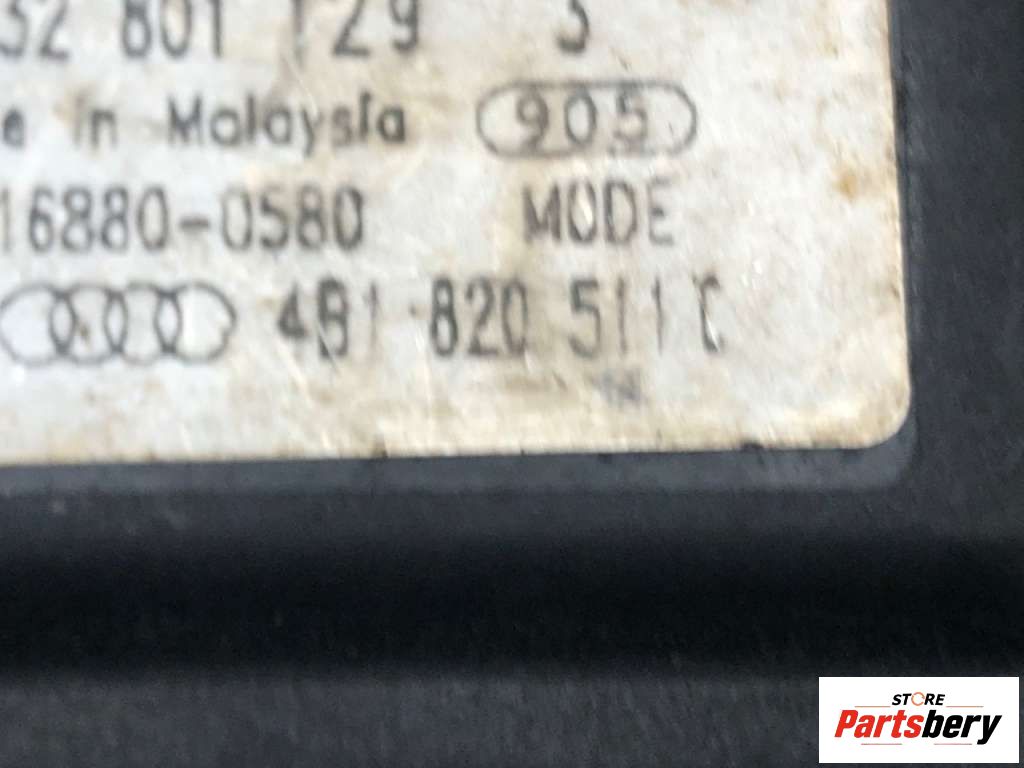 32 801 129 3
e in Malaysia 905
16880-0580 MODE
4B1 820 511 C
STORE
Partsbery